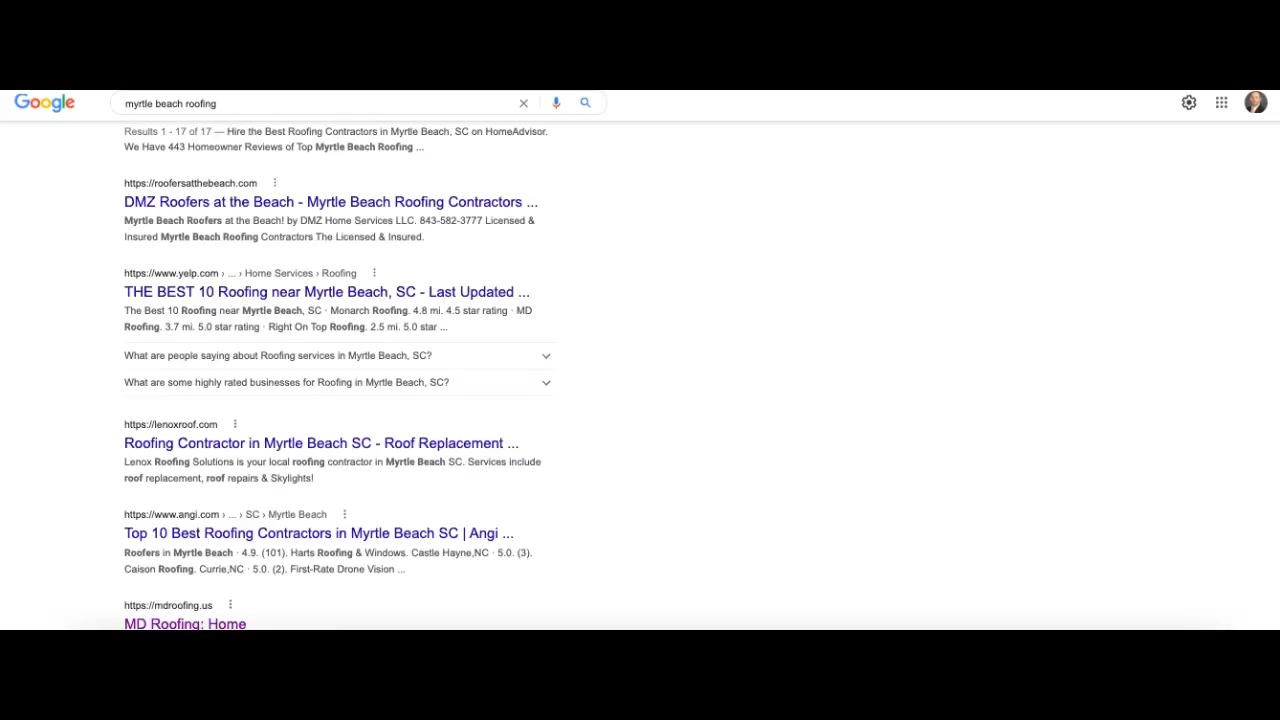 Google
myrtle beach roofing
Results 1 - 17 of 17 — Hire the Best Roofing Contractors in Myrtle Beach, SC on HomeAdvisor.
We Have 443 Homeowner Reviews of Top Myrtle Beach Roofing ...
https://roofersatthebeach.com
DMZ Roofers at the Beach - Myrtle Beach Roofing Contractors ...
Myrtle Beach Roofers at the Beach! by DMZ Home Services LLC. 843-582-3777 Licensed &
Insured Myrtle Beach Roofing Contractors The Licensed & Insured.
https://www.yelp.com › ... › Home Services › Roofing
THE BEST 10 Roofing near Myrtle Beach, SC - Last Updated ...
The Best 10 Roofing near Myrtle Beach, SC · Monarch Roofing. 4.8 mi. 4.5 star rating · MD
Roofing. 3.7 mi. 5.0 star rating · Right On Top Roofing. 2.5 mi. 5.0 star ...
What are people saying about Roofing services in Myrtle Beach, SC?
What are some highly rated businesses for Roofing in Myrtle Beach, SC?
https://lenoxroof.com
Roofing Contractor in Myrtle Beach SC - Roof Replacement ...
Lenox Roofing Solutions is your local roofing contractor in Myrtle Beach SC. Services include
roof replacement, roof repairs & Skylights!
https://www.angi.com › ... › SC › Myrtle Beach
Top 10 Best Roofing Contractors in Myrtle Beach SC | Angi ...
Roofers in Myrtle Beach · 4.9. (101). Harts Roofing & Windows. Castle Hayne,NC · 5.0. (3).
Caison Roofing. Currie,NC · 5.0. (2). First-Rate Drone Vision ...
https://mdroofing.us
MD Roofing: Home